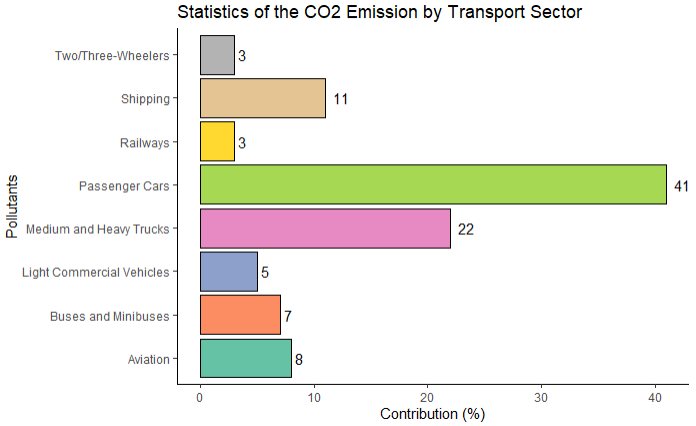 Statistics of the CO2 Emission by Transport Sector
Pollutants
Two/Three-Wheelers 3
Shipping 11
Railways 3
Passenger Cars 41
Medium and Heavy Trucks 22
Light Commercial Vehicles 5
Buses and Minibuses 7
Aviation 8
0 10 20 30 40
Contribution (%)